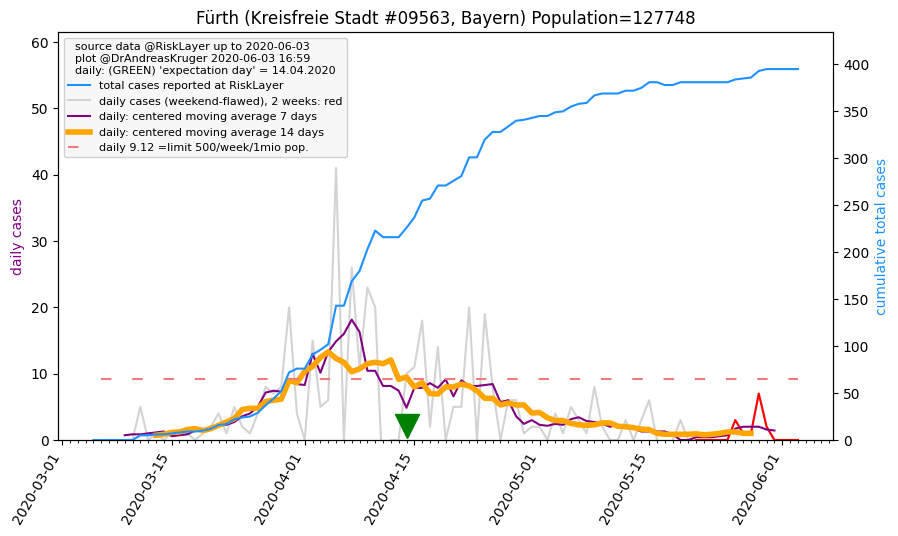 Fürth (Kreisfreie Stadt #09563, Bayern) Population=127748
source data @RiskLayer up to 2020-06-03
plot @DrAndreasKruger 2020-06-03 16:59
daily: (GREEN) 'expectation day' = 14.04.2020
total cases reported at RiskLayer
daily cases (weekend-flawed), 2 weeks: red
daily: centered moving average 7 days
daily: centered moving average 14 days
daily 9.12 =limit 500/week/1mio pop.
daily cases
60
50
40
30
20
10
0
cumulative total cases
400
350
300
250
200
150
100
50
0
2020-03-01
2020-03-15
2020-04-01
2020-04-15
2020-05-01
2020-05-15
2020-06-01